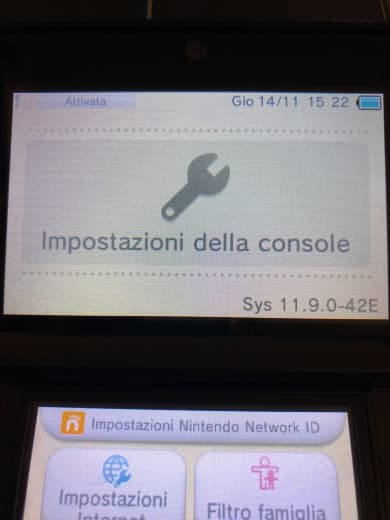 Attivata
Gio 14/11 15 22
Impostazioni della console
Sys 11.9.0-42E
n Impostazioni Nintendo Network ID
Impostazioni
Internet
Filtro famiglia